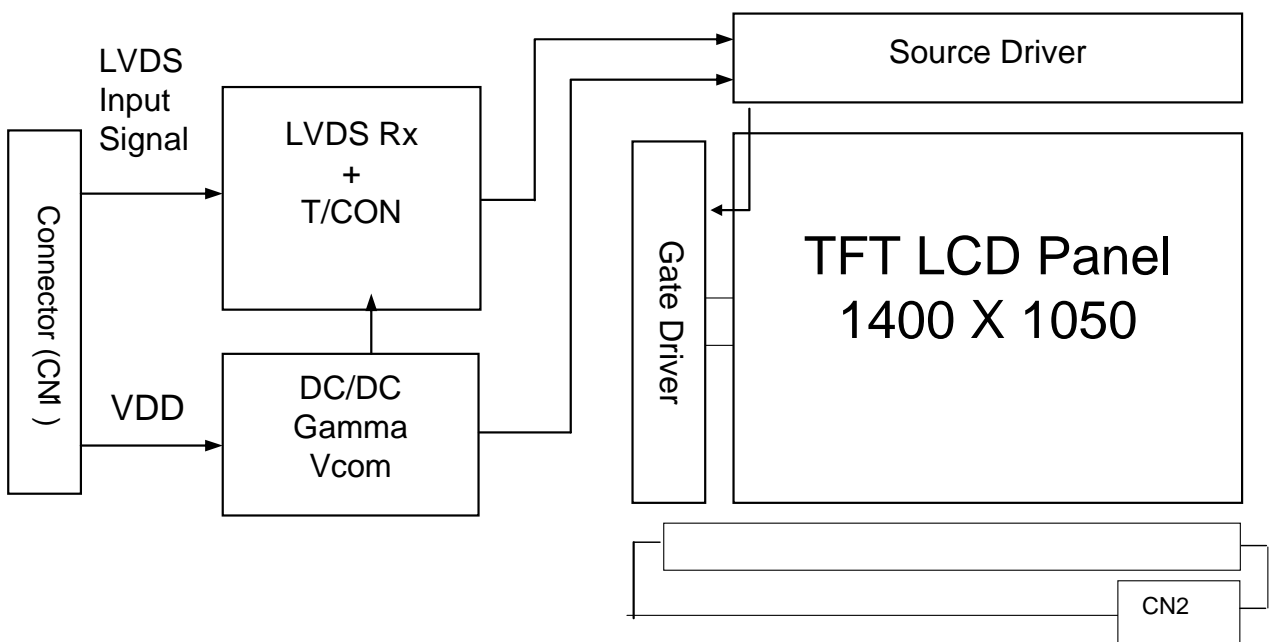 LVDS
Input
Signal
Source Driver
LVDS Rx
+
T/CON
Connector (CN1 )
Gate Driver
TFT LCD Panel
1400 X 1050
VDD
DC/DC
Gamma
Vcom
CN2